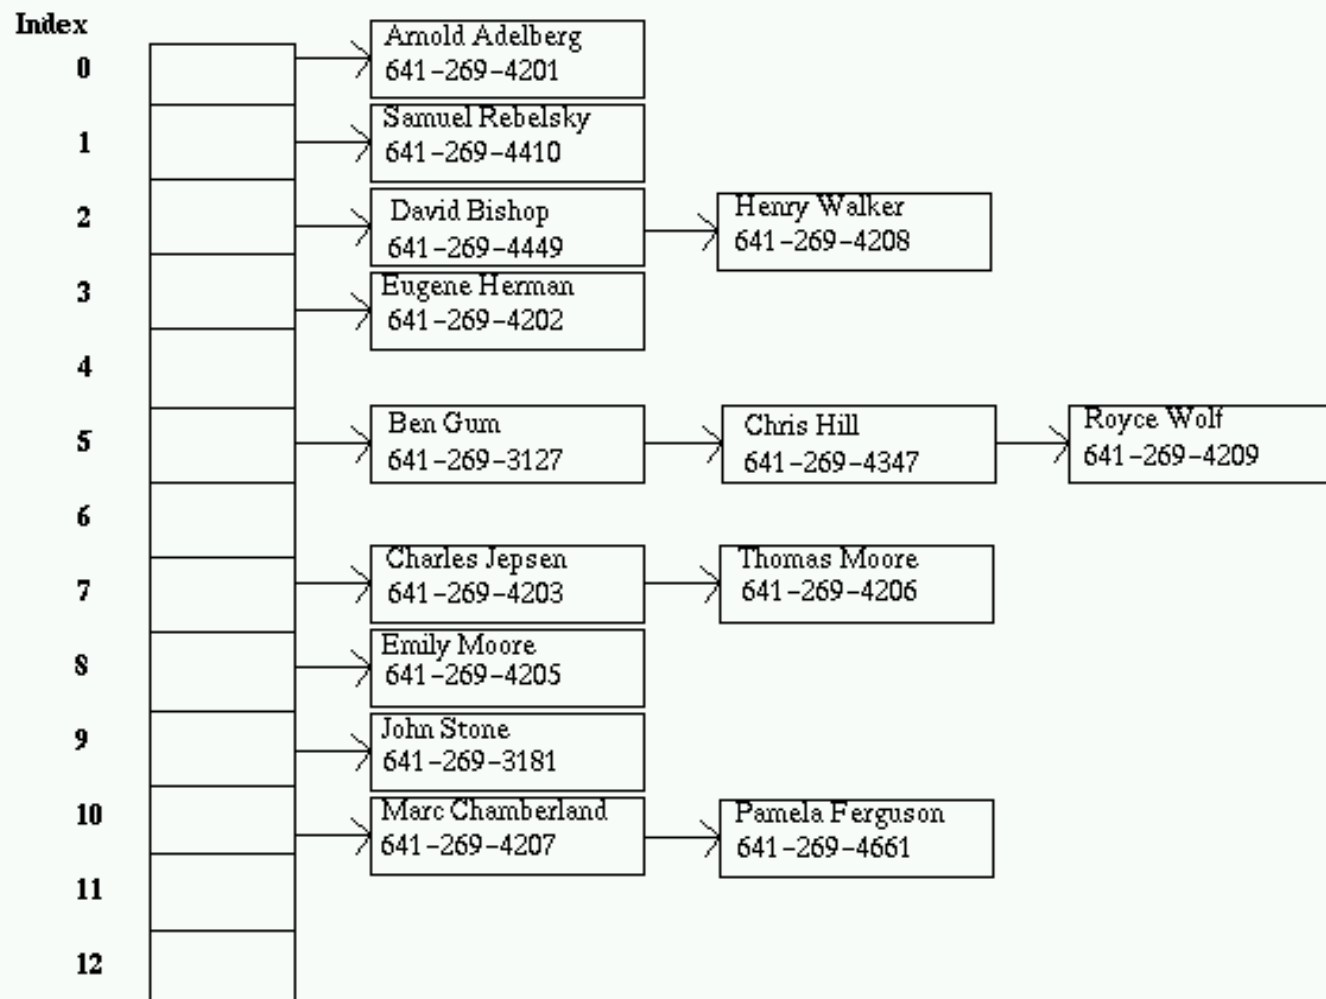 Index
0
Arnold Adelberg
641-269-4201
1
Samuel Rebelsky
641-269-4410
2
David Bishop
641-269-4449
Henry Walker
641-269-4208
3
Eugene Herman
641-269-4202
4
5
Ben Gum
641-269-3127
Chris Hill
641-269-4347
Royce Wolf
641-269-4209
6
7
Charles Jepsen
641-269-4203
Thomas Moore
641-269-4206
8
Emily Moore
641-269-4205
9
John Stone
641-269-3181
10
Marc Chamberland
641-269-4207
Pamela Ferguson
641-269-4661
11
12